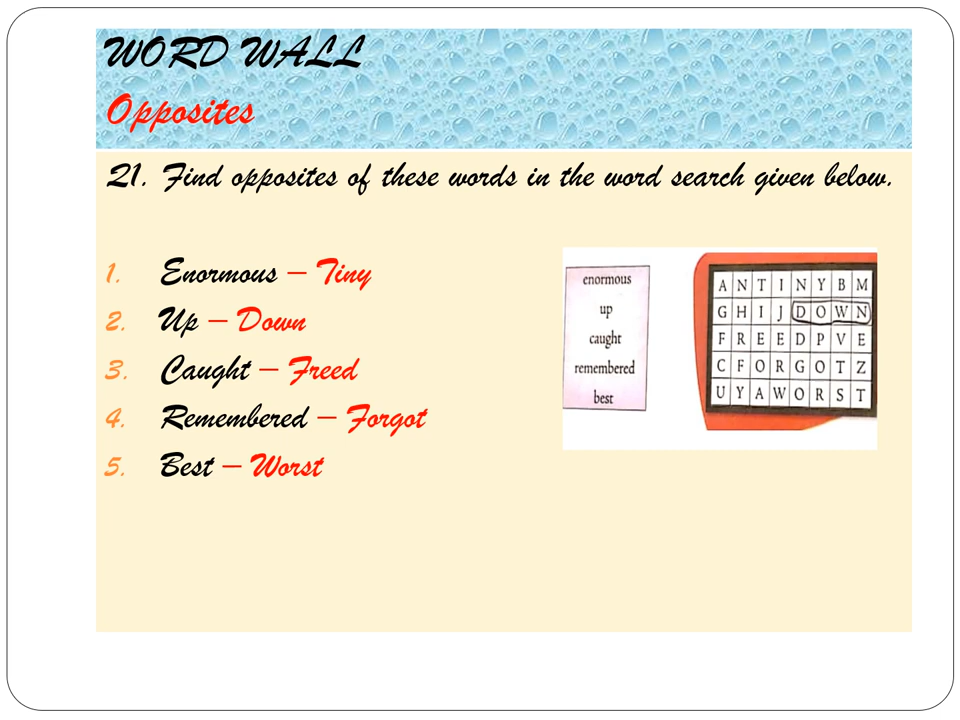 WORD WALL
Opposites
Q1. Find opposites of these words in the word search given below.
1. Enormous – Tiny
2. Up – Down
3. Caught – Freed
4. Remembered – Forgot
5. Best – Worst
enormous
up
caught
remembered
best
A N T I N Y B M
G H I J D O W N
F R E E D P V E
C F O R G O T Z
U Y A W O R S T